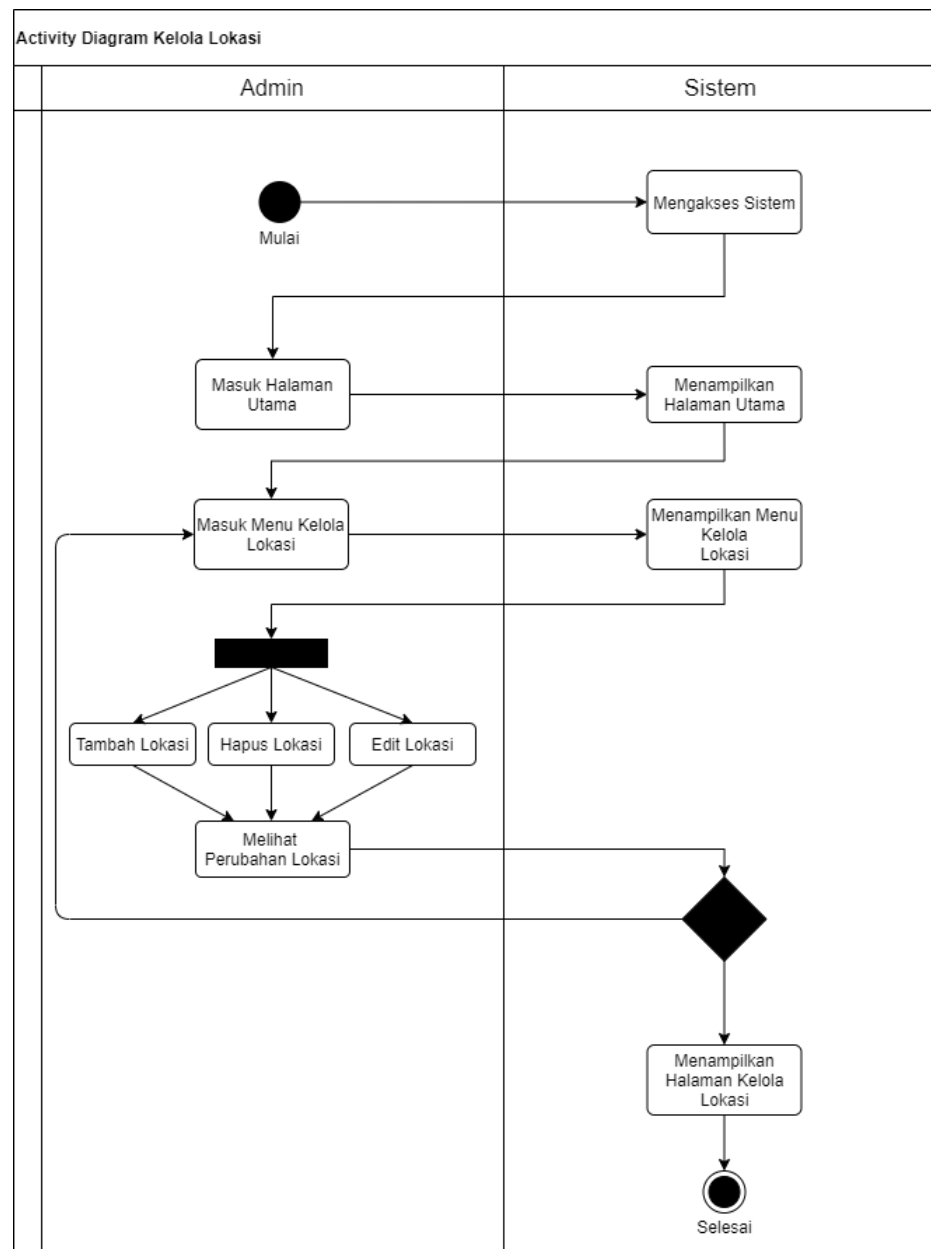 Activity Diagram Kelola Lokasi
Admin
Sistem
Mulai
Mengakses Sistem
Masuk Halaman
Utama
Menampilkan
Halaman Utama
Masuk Menu Kelola
Lokasi
Menampilkan Menu
Kelola
Lokasi
Tambah Lokasi
Hapus Lokasi
Edit Lokasi
Melihat
Perubahan Lokasi
Menampilkan
Halaman Kelola
Lokasi
Selesai